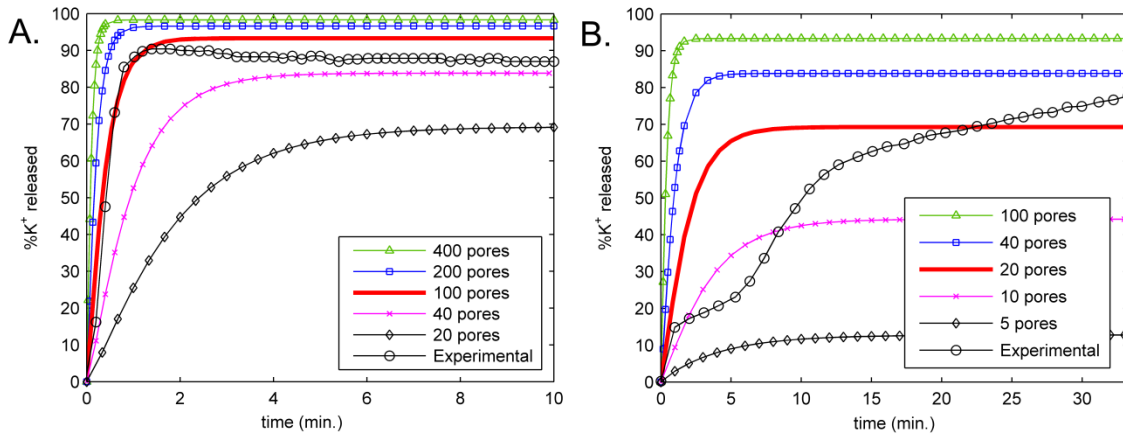 A.
%K+ released
100
90
80
70
60
50
40
30
20
10
0
0 2 4 6 8 10
time (min.)
400 pores
200 pores
100 pores
40 pores
20 pores
Experimental
B.
%K+ released
100
90
80
70
60
50
40
30
20
10
0
0 5 10 15 20 25 30
time (min.)
100 pores
40 pores
20 pores
10 pores
5 pores
Experimental